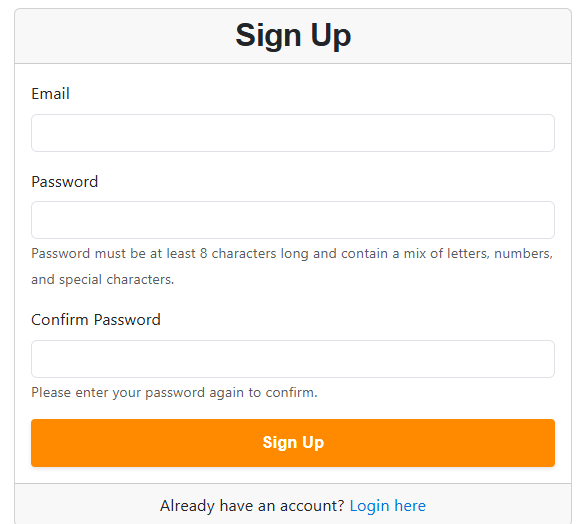 Sign Up
Email
Password
Password must be at least 8 characters long and contain a mix of letters, numbers,
and special characters.
Confirm Password
Please enter your password again to confirm.
Sign Up
Already have an account? Login here